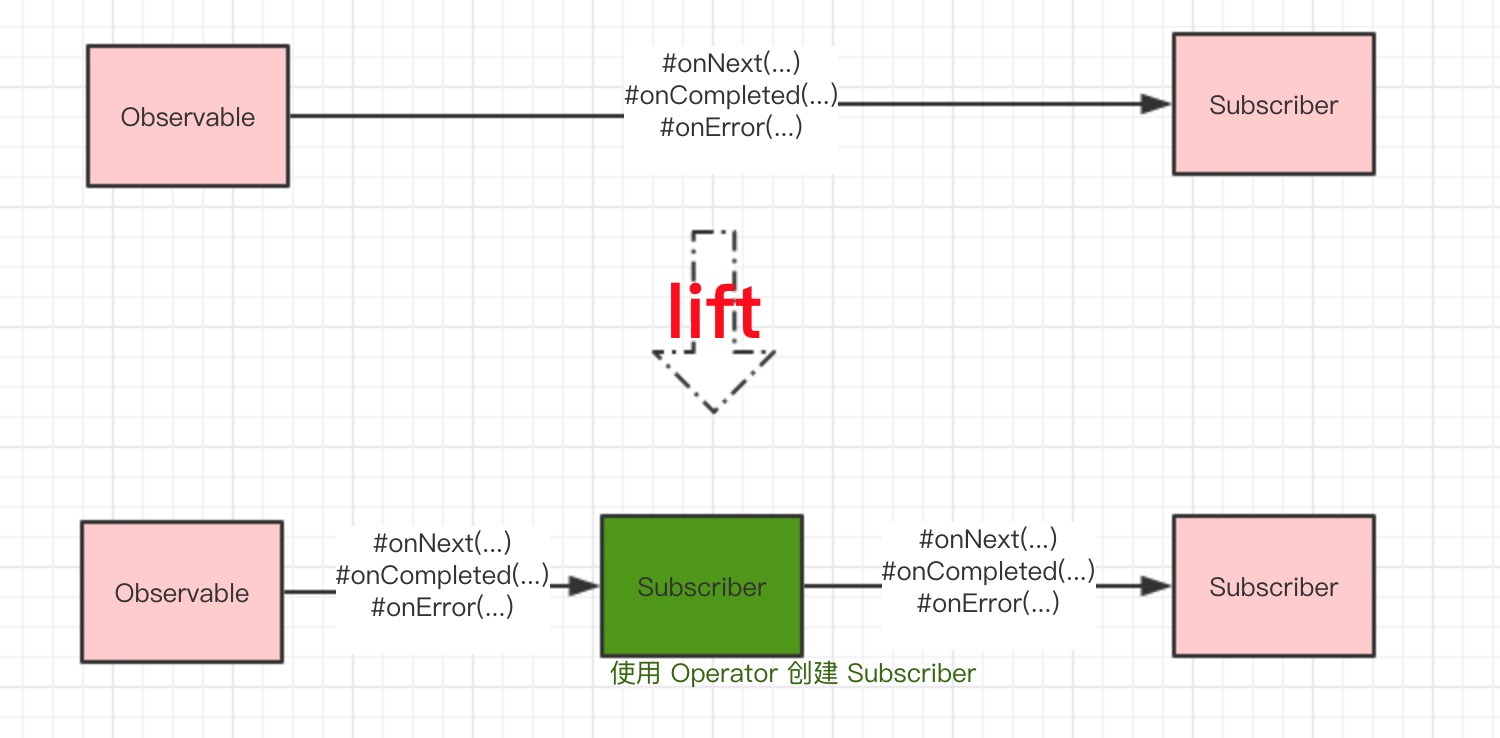 Observable
#onNext(...)
#onCompleted(...)
#onError(...)
Subscriber
lift
Observable
#onNext(...)
#onCompleted(...)
#onError(...)
Subscriber
#onNext(...)
#onCompleted(...)
#onError(...)
Subscriber
使用 Operator 创建 Subscriber